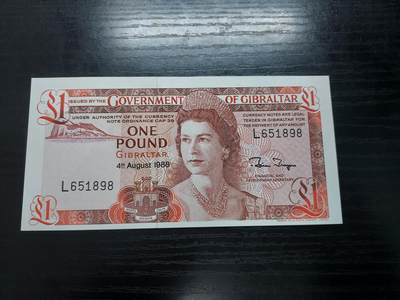 £1
ISSUED BY THE GOVERNMENT OF GIBRALTAR
£1
UNDER AUTHORITY OF THE CURRENCY
NOTE ORDINANCE CAP 39
CURRENCY NOTES ARE LEGAL
TENDER IN GIBRALTAR FOR
THE PAYMENT OF ANY AMOUNT
L651898
ONE
POUND
GIBRALTAR
4th August 1988
L651898
FINANCIAL AND
DEVELOPMENT SECRETARY
£1
£1